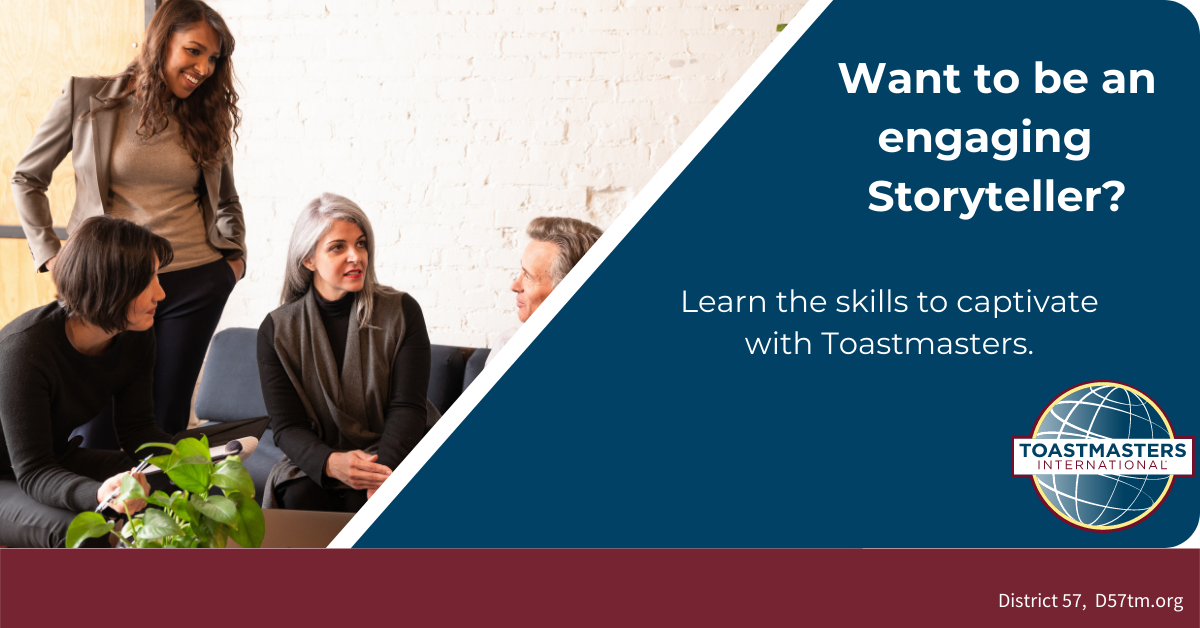 Want to be an
engaging
Storyteller?
Learn the skills to captivate
with Toastmasters.
TOASTMASTERS
INTERNATIONAL
District 57, D57tm.org